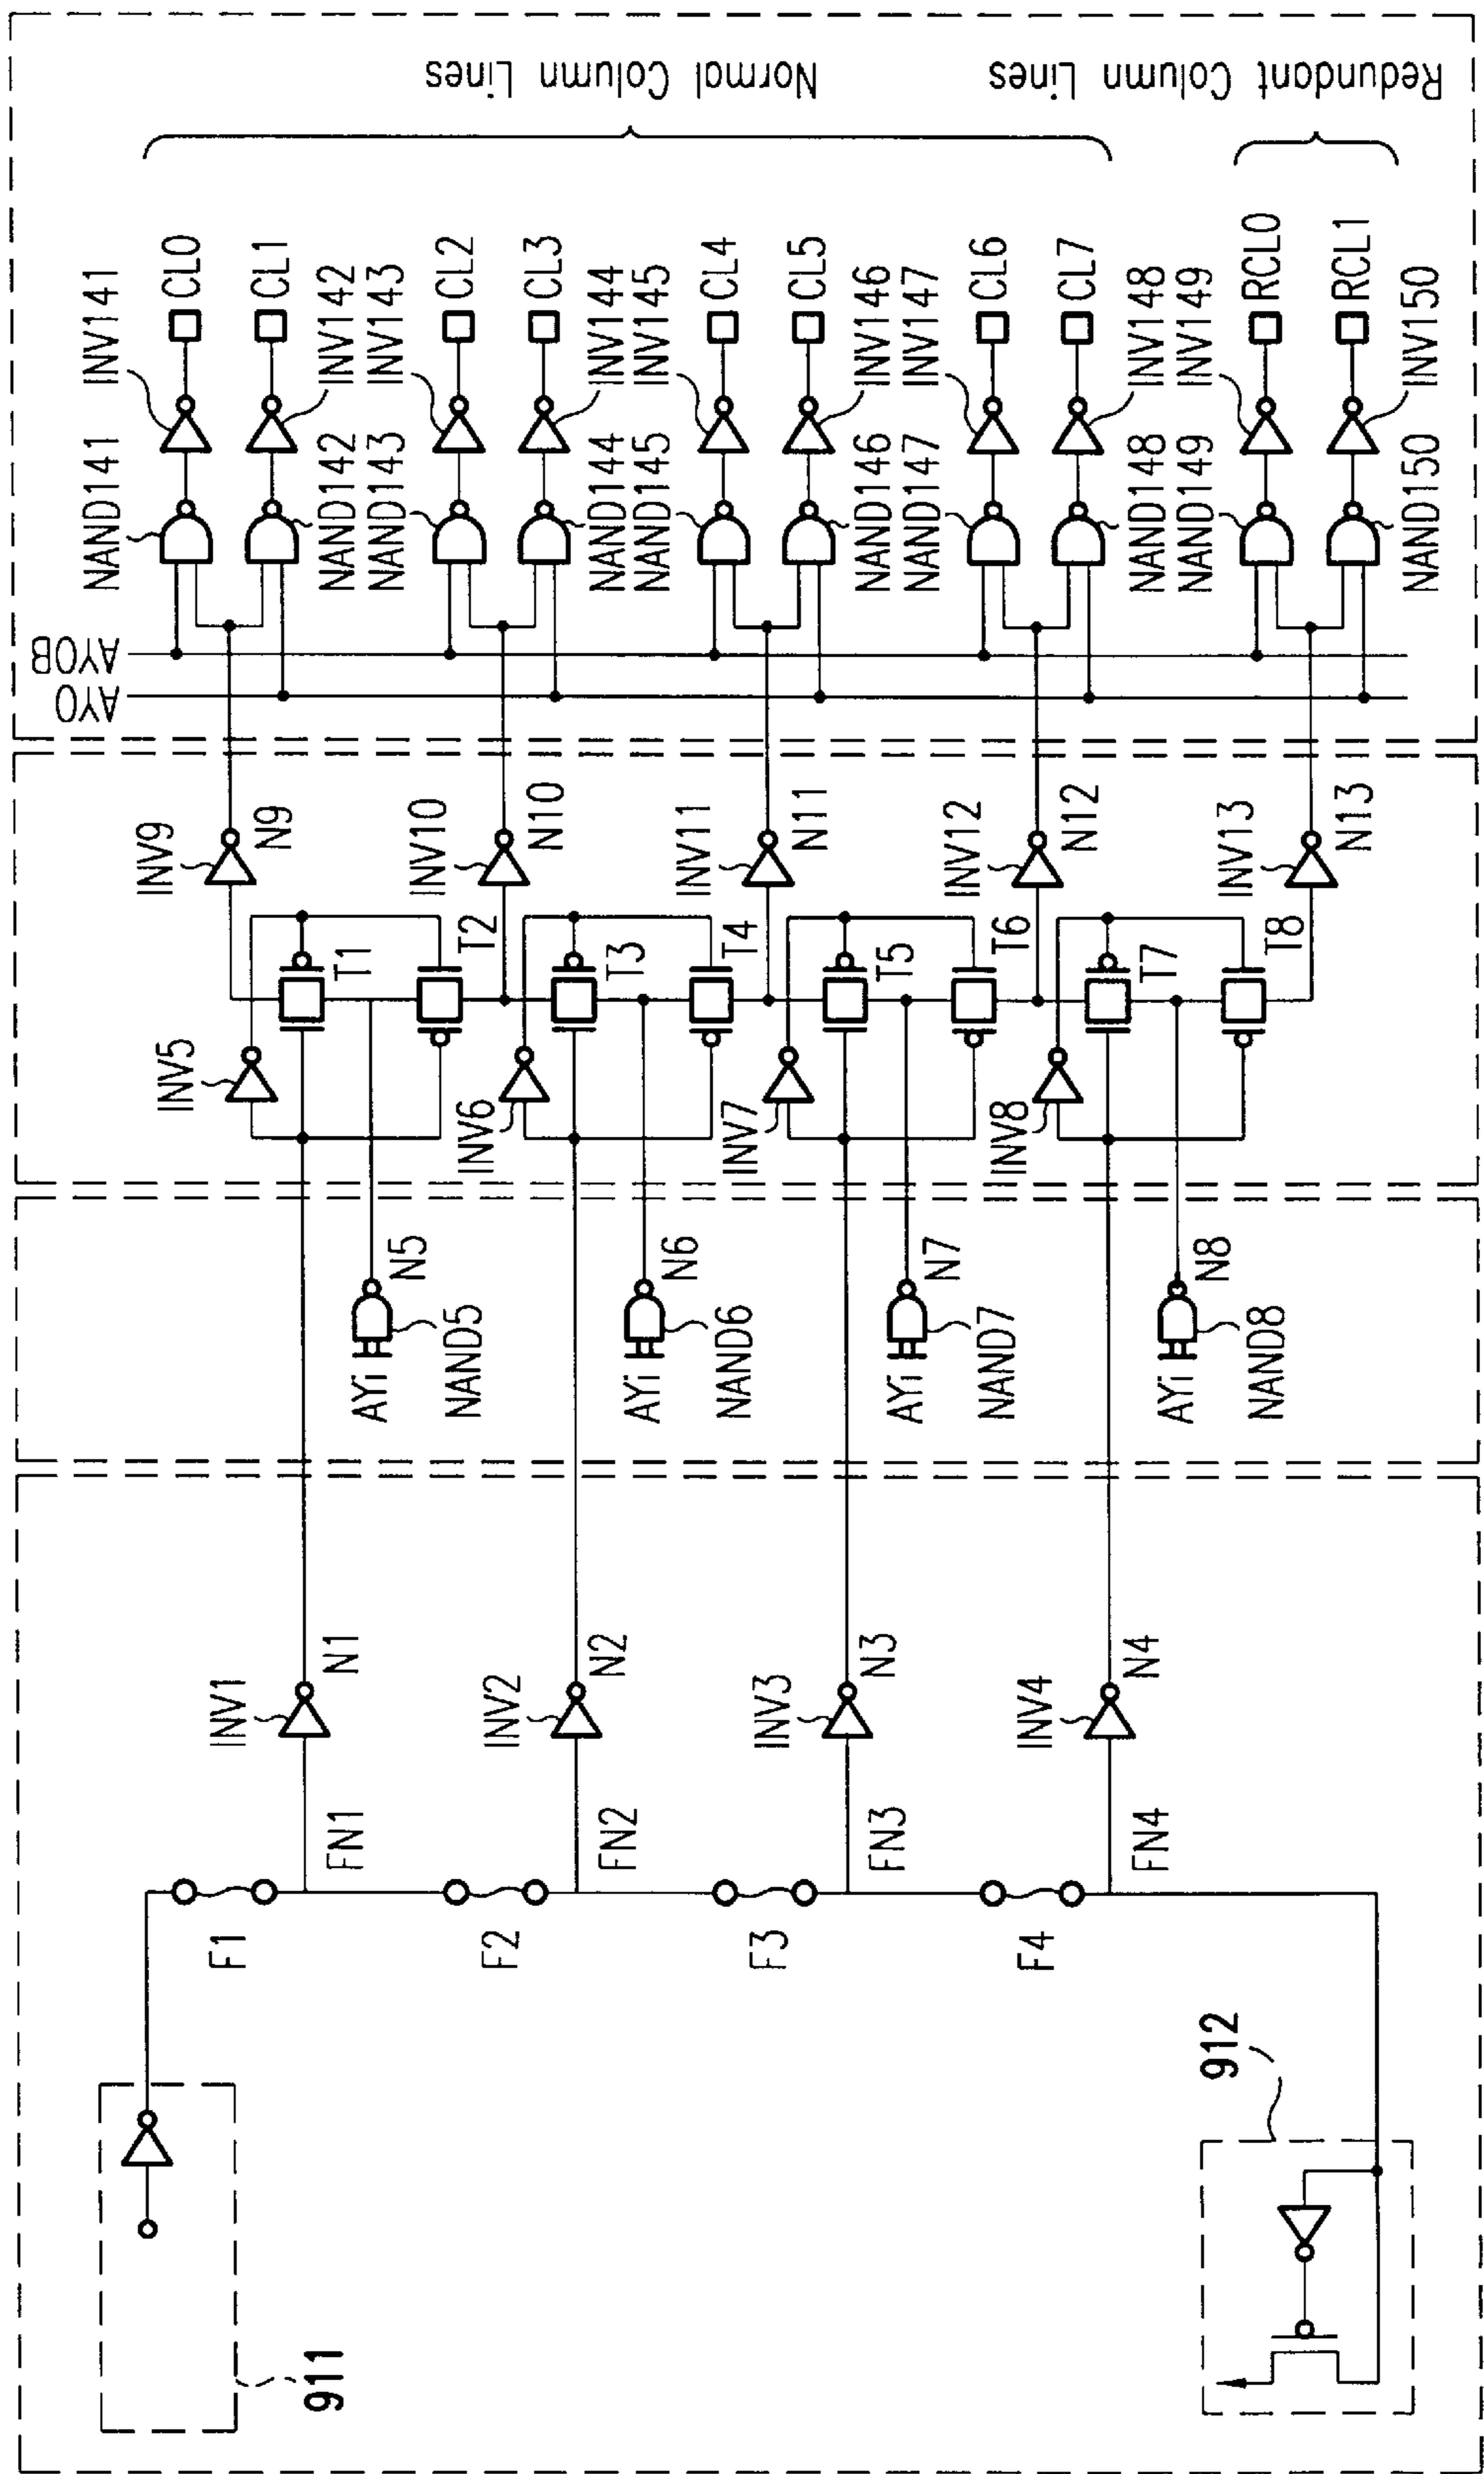 AY0
AY0B
NAND141
INV141
CL0
CL1
NAND142
INV142
NAND143
INV143
CL2
CL3
NAND144
INV144
NAND145
INV145
CL4
CL5
NAND146
INV146
NAND147
INV147
CL6
CL7
NAND148
INV148
NAND149
INV149
RCL0
RCL1
NAND150
INV150
Normal Column Lines
Redundant Column Lines
INV9
N9
INV5
T1
T2
INV10
N10
INV6
T3
T4
INV11
N11
INV7
T5
T6
INV12
N12
INV8
T7
T8
INV13
N13
AYi
N5
NAND5
AYi
N6
NAND6
AYi
N7
NAND7
AYi
N8
NAND8
INV1
N1
INV2
N2
INV3
N3
INV4
N4
FN1
FN2
FN3
FN4
F1
F2
F3
F4
911
912